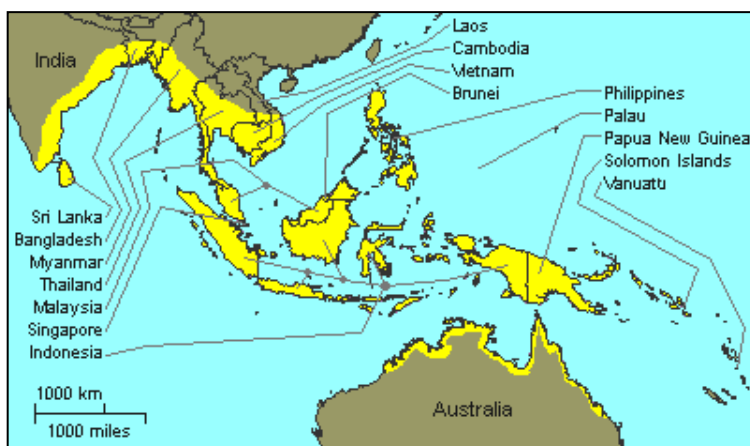 Laos
Cambodia
Vietnam
Brunei
India
Philippines
Palau
Papua New Guinea
Solomon Islands
Vanuatu
Sri Lanka
Bangladesh
Myanmar
Thailand
Malaysia
Singapore
Indonesia
1000 km
1000 miles
Australia